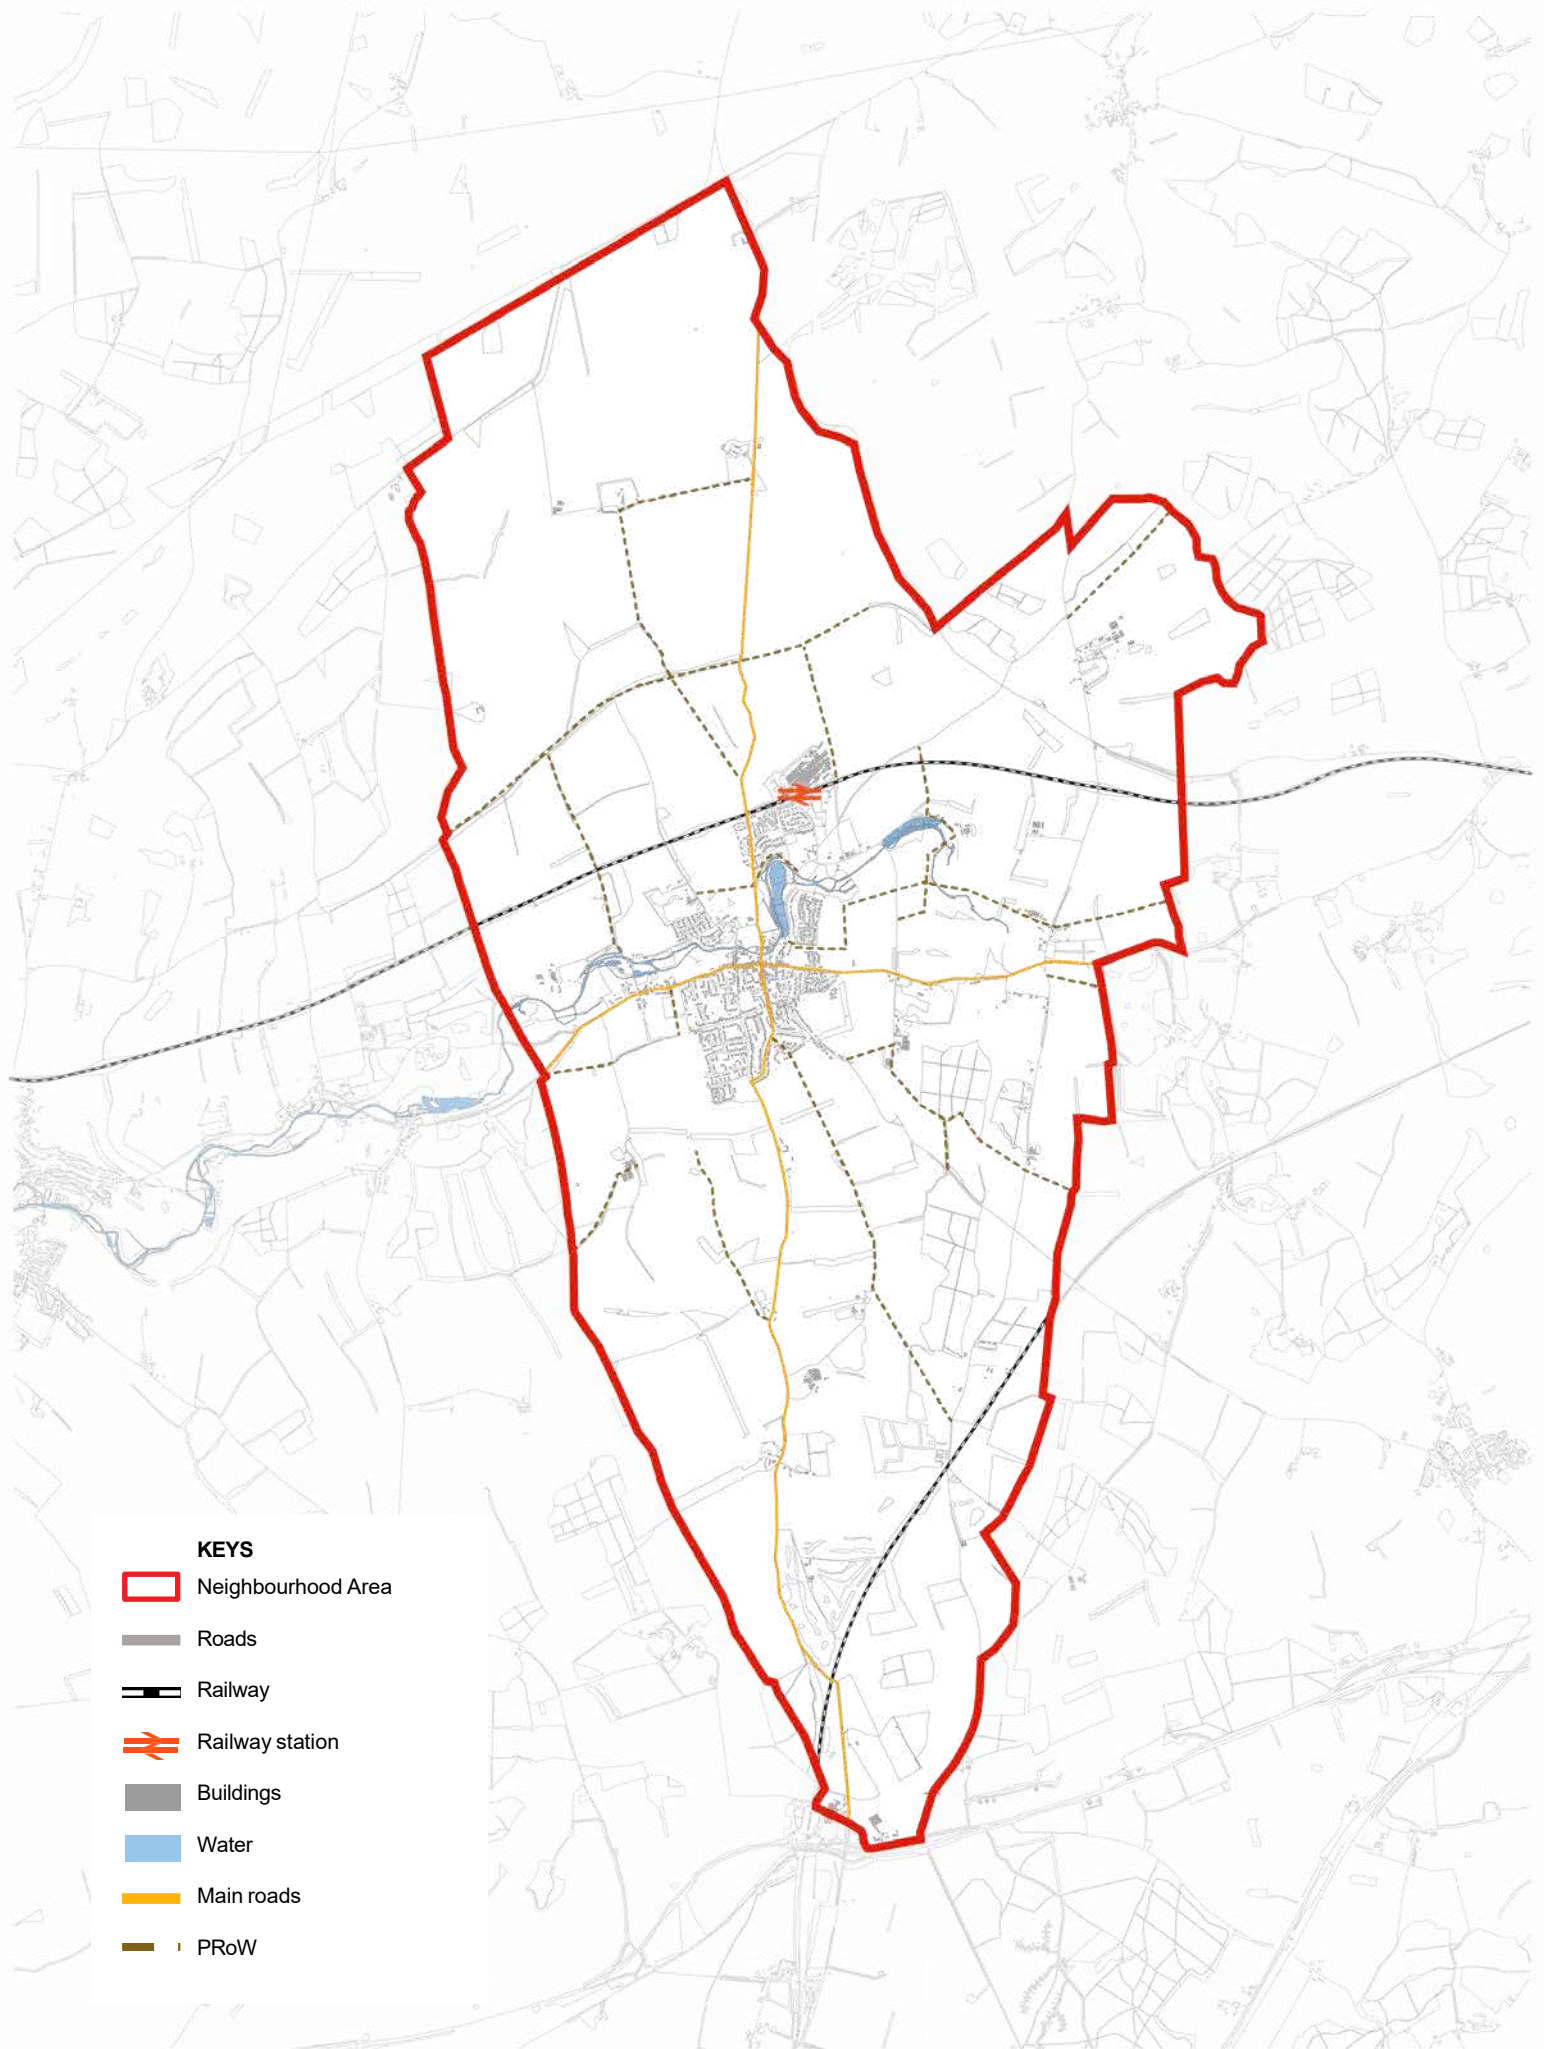 KEYS
Neighbourhood Area
Roads
Railway
Railway station
Buildings
Water
Main roads
PRoW